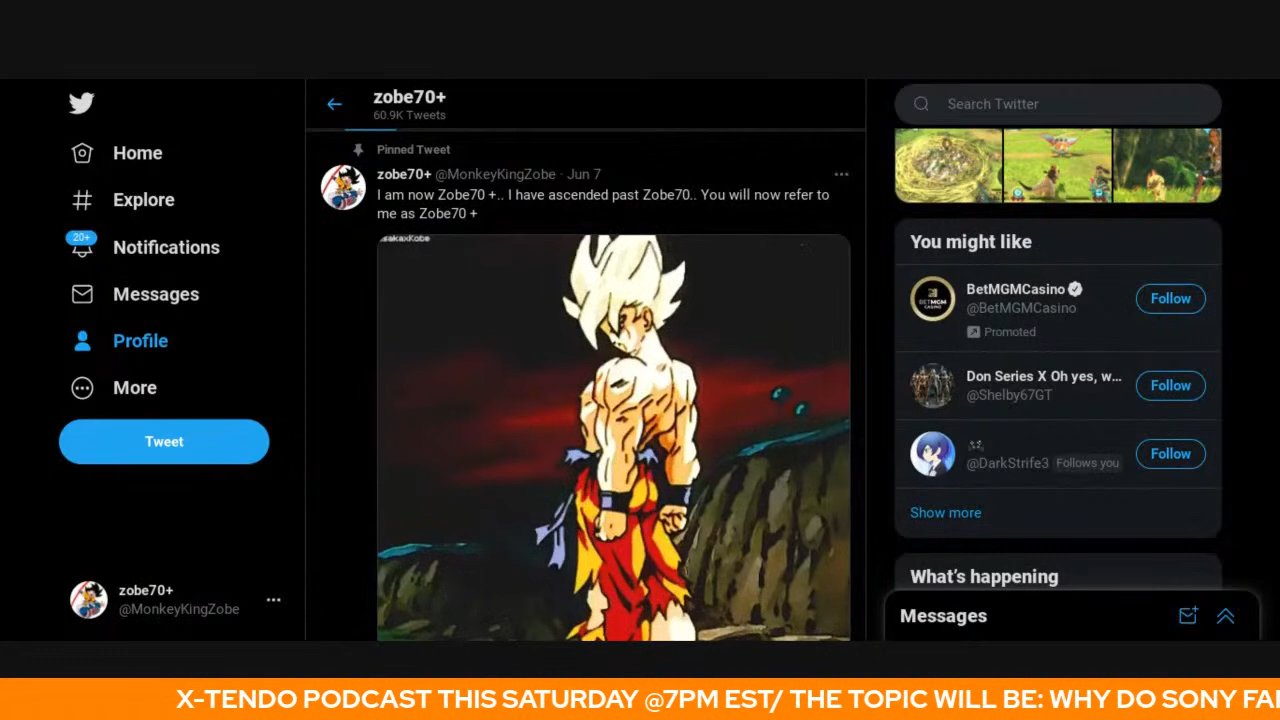 zobe70+
60.9K Tweets
Search Twitter
Home
Explore
20+
Notifications
Messages
Profile
More
Tweet
zobe70+
@MonkeyKingZobe
Pinned Tweet
zobe70+ @MonkeyKingZobe · Jun 7
I am now Zobe70 +.. I have ascended past Zobe70.. You will now refer to
me as Zobe70 +
You might like
BetMGMCasino
@BetMGMCasino
Promoted
Follow
BETMGM
CASINO
Don Series X Oh yes, w...
@Shelby67GT
Follow
@DarkStrife3 Follows you
Follow
Show more
What's happening
Messages
X-TENDO PODCAST THIS SATURDAY @7PM EST/ THE TOPIC WILL BE: WHY DO SONY FA